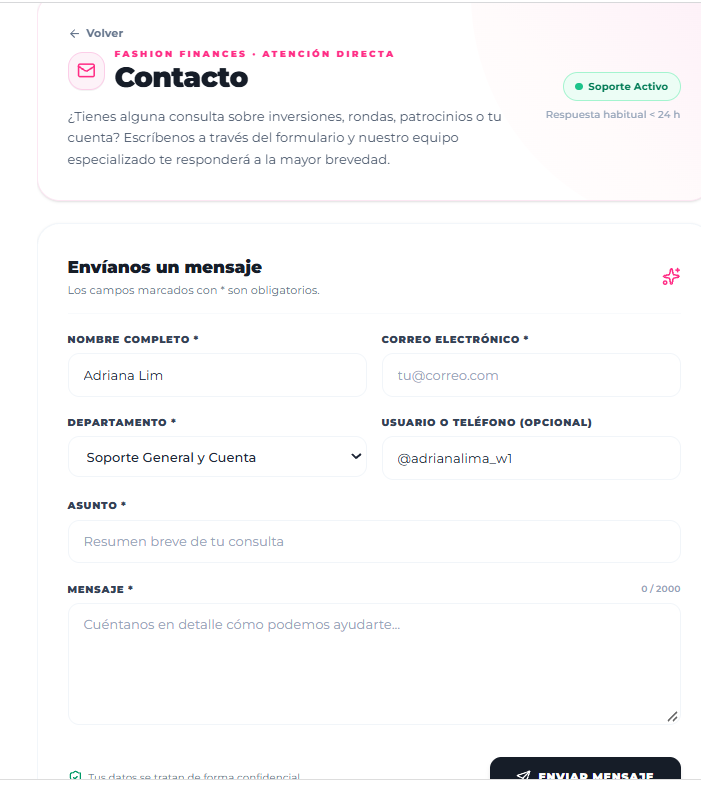 Volver
FASHION FINANCES · ATENCIÓN DIRECTA
Contacto
Soporte Activo
Respuesta habitual < 24 h
¿Tienes alguna consulta sobre inversiones, rondas, patrocinios o tu
cuenta? Escríbenos a través del formulario y nuestro equipo
especializado te responderá a la mayor brevedad.
Envíanos un mensaje
Los campos marcados con * son obligatorios.
NOMBRE COMPLETO *
CORREO ELECTRÓNICO *
Adriana Lim
tu@correo.com
DEPARTAMENTO *
USUARIO O TELÉFONO (OPCIONAL)
Soporte General y Cuenta
@adrianalima_w1
ASUNTO *
Resumen breve de tu consulta
MENSAJE *
0 / 2000
Cuéntanos en detalle cómo podemos ayudarte...
Tus datos se tratan de forma confidencial
ENVIAR MENSAJE